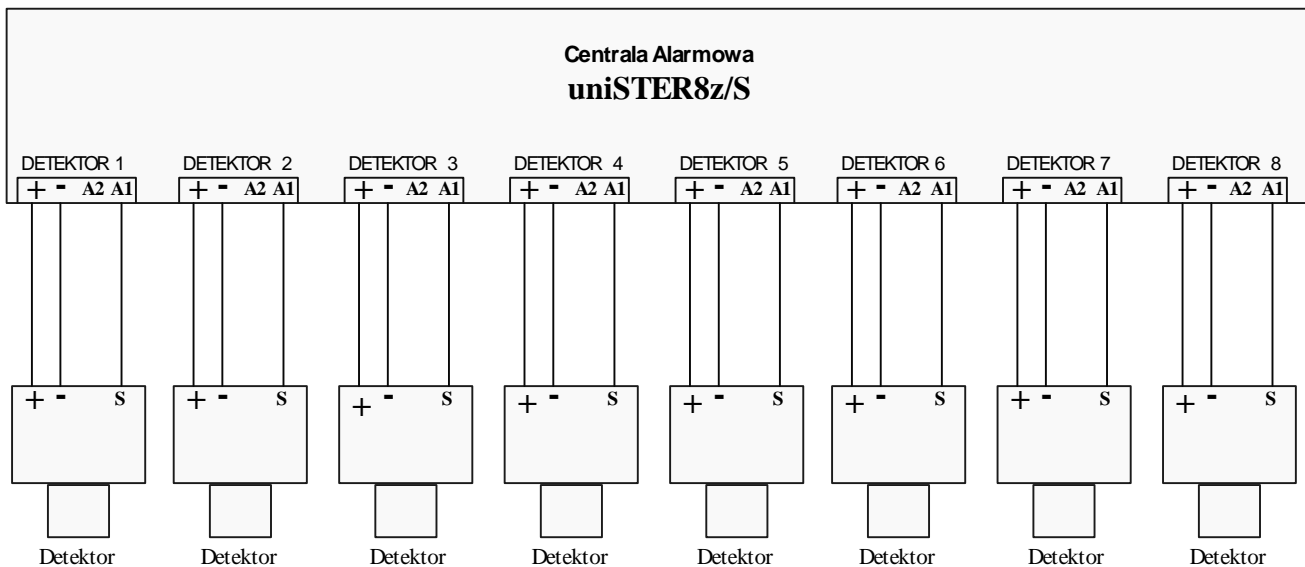 Centrala Alarmowa
uniSTER8z/S
DETEKTOR 1 DETEKTOR 2 DETEKTOR 3 DETEKTOR 4 DETEKTOR 5 DETEKTOR 6 DETEKTOR 7 DETEKTOR 8
+ - A2 A1 + - A2 A1 + - A2 A1 + - A2 A1 + - A2 A1 + - A2 A1 + - A2 A1 + - A2 A1
+ - S + - S + - S + - S + - S + - S + - S + - S
Detektor Detektor Detektor Detektor Detektor Detektor Detektor Detektor